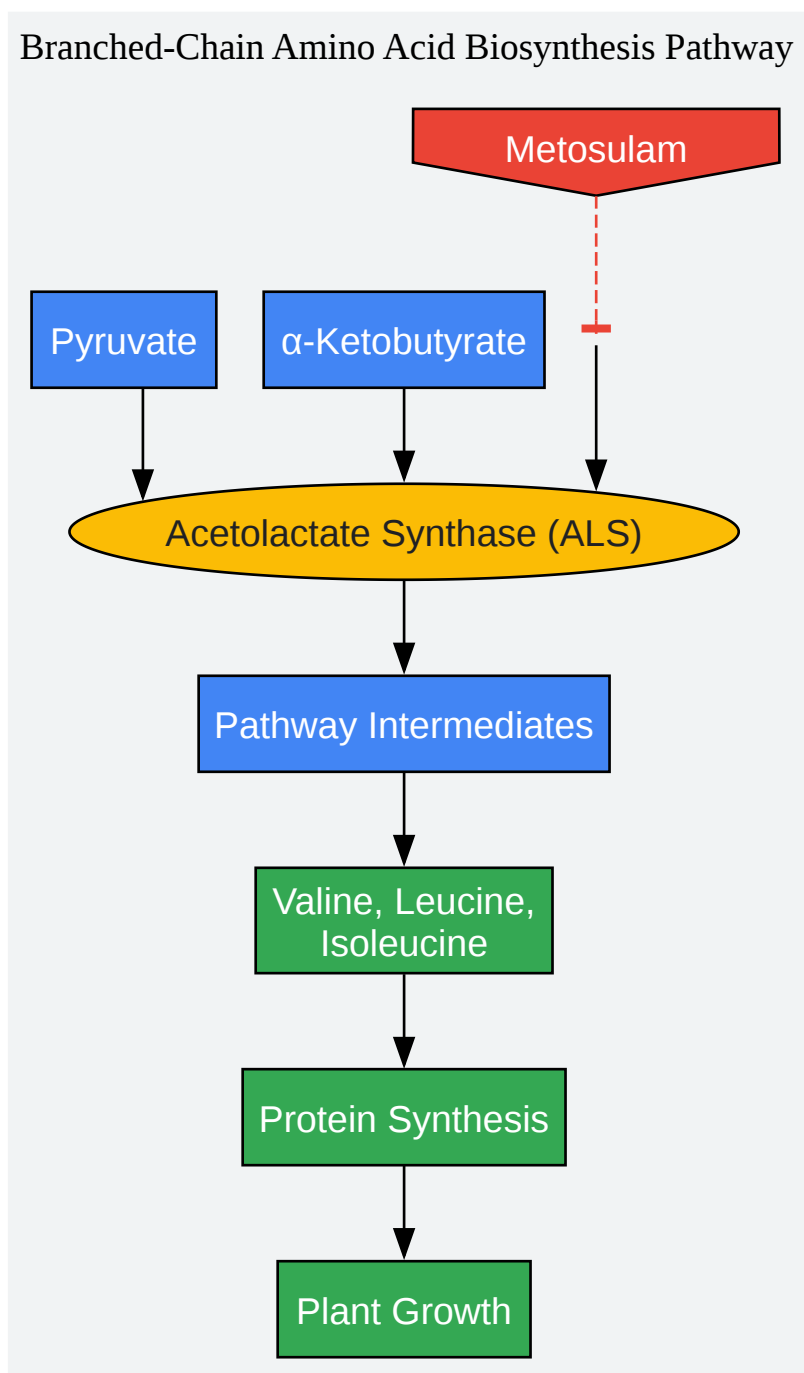 Branched-Chain Amino Acid Biosynthesis Pathway
Metosulam
Pyruvate
α-Ketobutyrate
Acetolactate Synthase (ALS)
Pathway Intermediates
Valine, Leucine,
Isoleucine
Protein Synthesis
Plant Growth